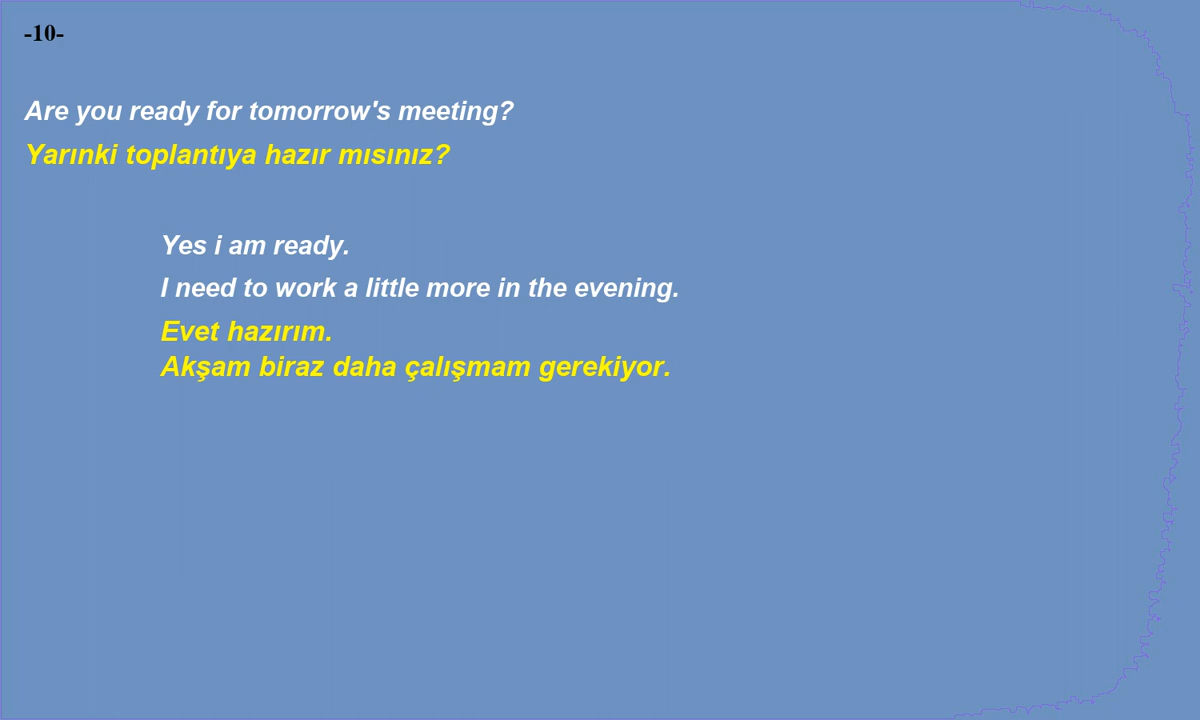 -10-
Are you ready for tomorrow's meeting?
Yarınki toplantıya hazır mısınız?
Yes i am ready.
I need to work a little more in the evening.
Evet hazırım.
Akşam biraz daha çalışmam gerekiyor.